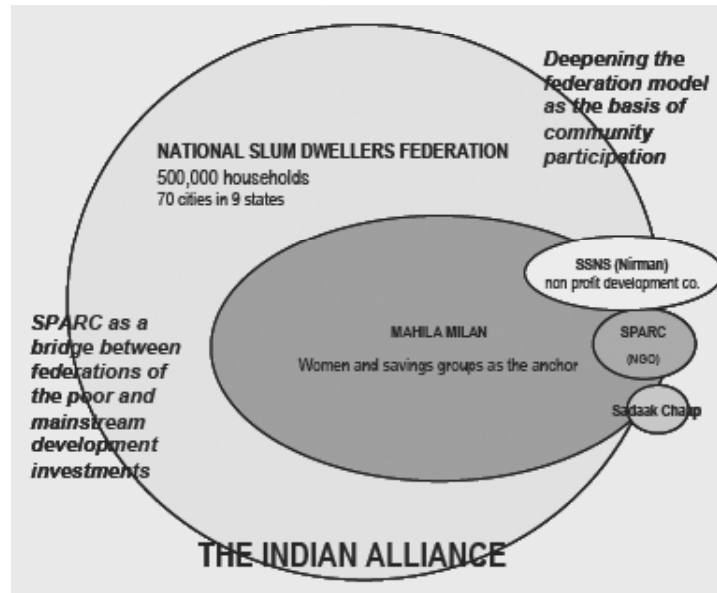 Deepening the
federation model
as the basis of
community
participation
NATIONAL SLUM DWELLERS FEDERATION
500,000 households
70 cities in 9 states
SSNS (Nirman)
non profit development co.
SPARC as a
bridge between
federations of
the poor and
mainstream
development
investments
MAHILA MILAN
Women and savings groups as the anchor
SPARC
(NGO)
Sadaak Chaap
THE INDIAN ALLIANCE